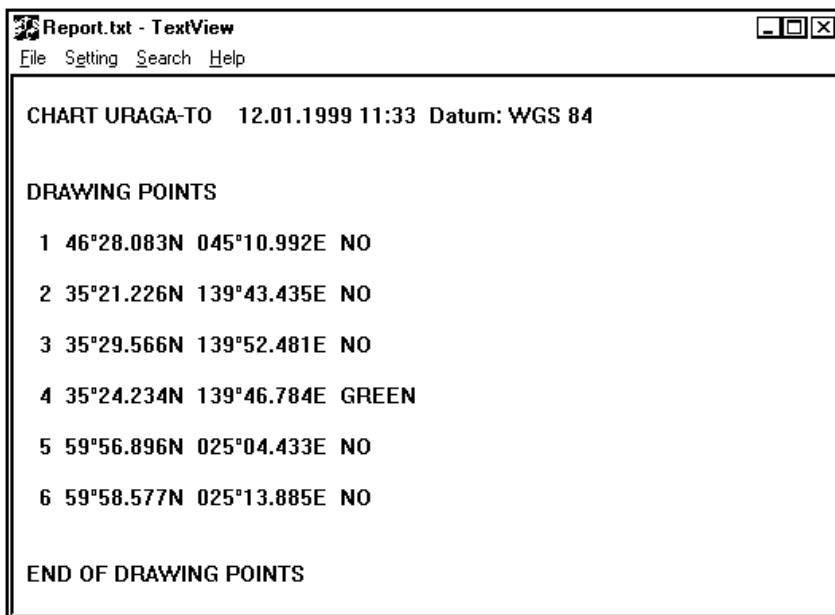 Report.txt - TextView
File Setting Search Help
CHART URAGA-TO 12.01.1999 11:33 Datum: WGS 84
DRAWING POINTS
1 46°28.083N 045°10.992E NO
2 35°21.226N 139°43.435E NO
3 35°29.566N 139°52.481E NO
4 35°24.234N 139°46.784E GREEN
5 59°56.896N 025°04.433E NO
6 59°58.577N 025°13.885E NO
END OF DRAWING POINTS